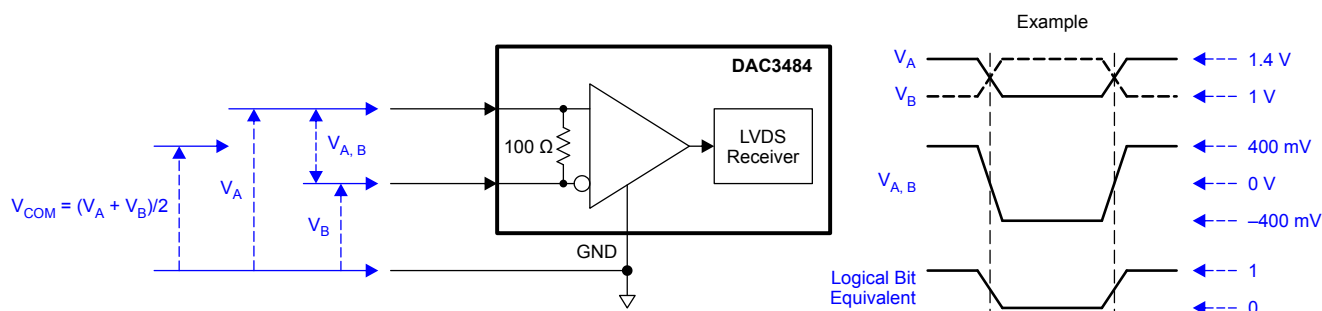 Example
DAC3484
V_A
1.4 V
V_B
1 V
100 Ω
LVDS
Receiver
V_A, B
V_A
V_COM = (V_A + V_B)/2
V_B
GND
400 mV
V_A, B
0 V
–400 mV
Logical Bit
Equivalent
1
0